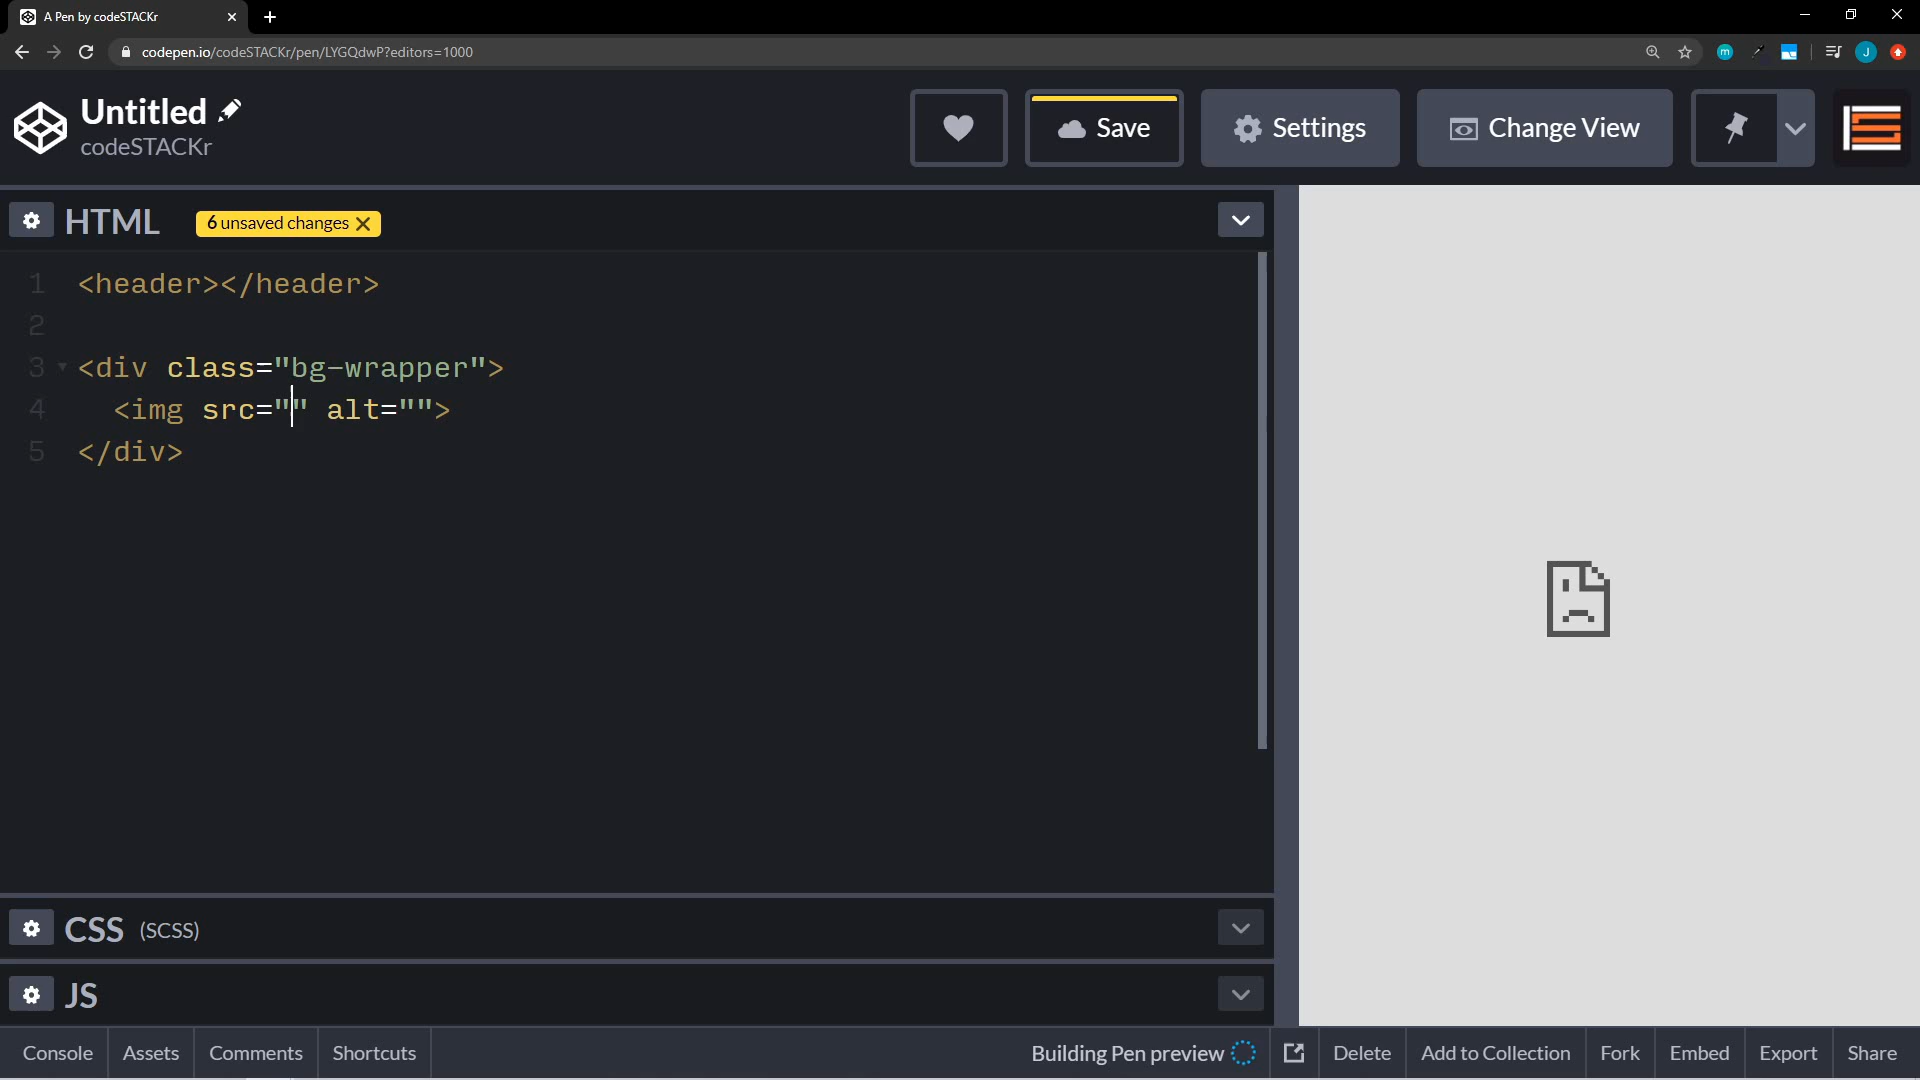 A Pen by codeSTACKr
codepen.io/codeSTACKr/pen/LYGQdwP?editors=1000
m
J
Untitled
codeSTACKr
Save
Settings
Change View
HTML
6 unsaved changes
1 <header></header>
2
3 <div class="bg-wrapper">
4 <img src="" alt="">
5 </div>
CSS (SCSS)
JS
Console Assets Comments Shortcuts Building Pen preview Delete Add to Collection Fork Embed Export Share